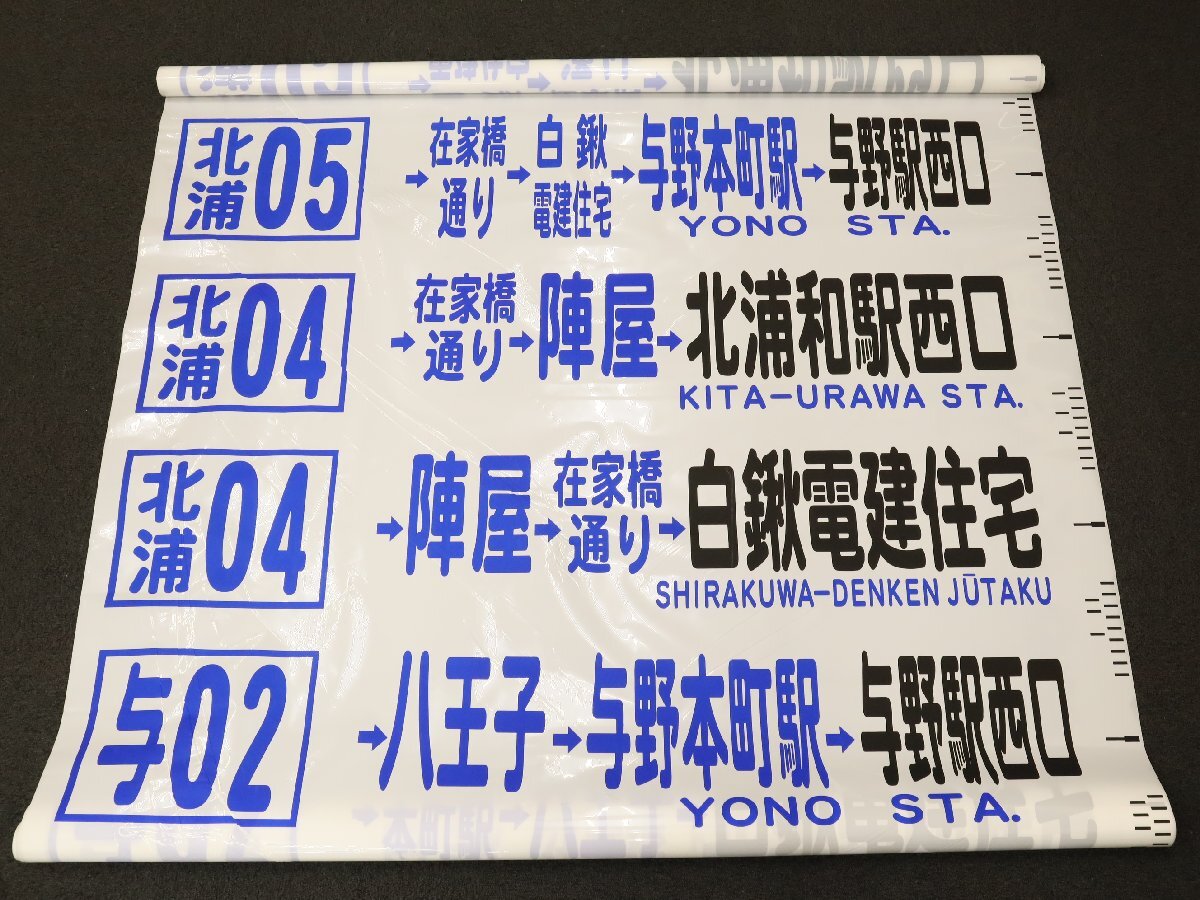 北浦05 →在家橋通り→白鍬電建住宅→与野本町駅→与野駅西口
YONO STA.
北浦04 →在家橋通り→陣屋→北浦和駅西口
KITA-URAWA STA.
北浦04 →陣屋→在家橋通り→白鍬電建住宅
SHIRAKUWA-DENKEN JŪTAKU
与02 →八王子→与野本町駅→与野駅西口
YONO STA.